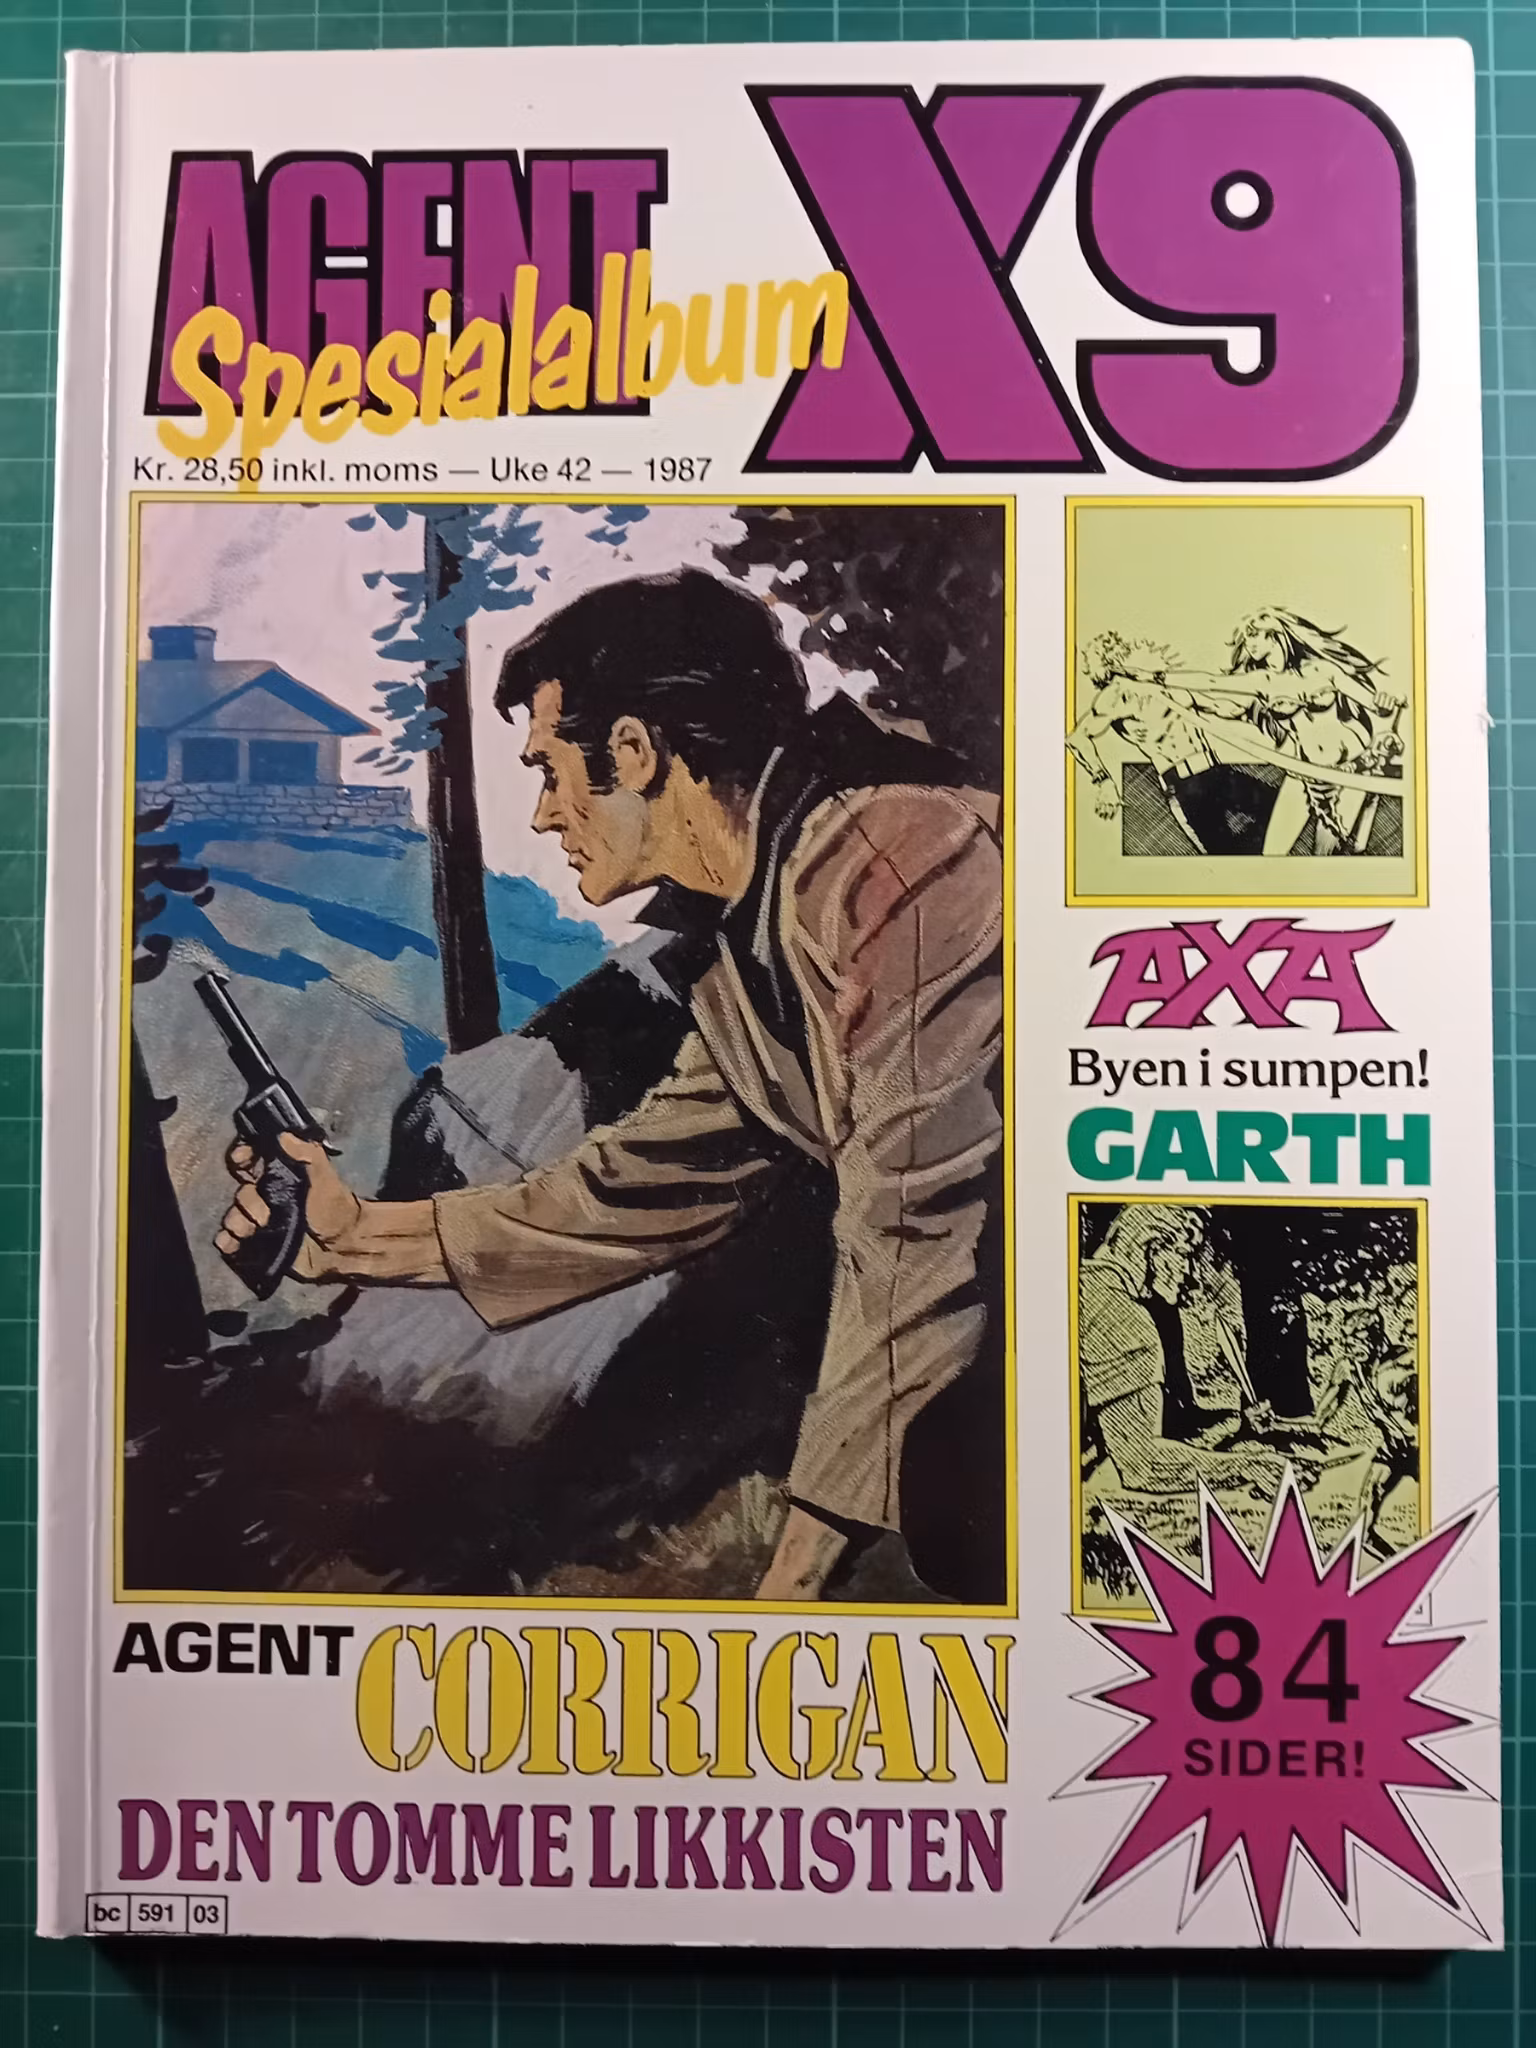 AGENT X9
Spesialalbum
Kr. 28,50 inkl. moms — Uke 42 — 1987
AXA
Byen i sumpen!
GARTH
84
SIDER!
AGENT CORRIGAN
DEN TOMME LIKKISTEN
bc 591 03